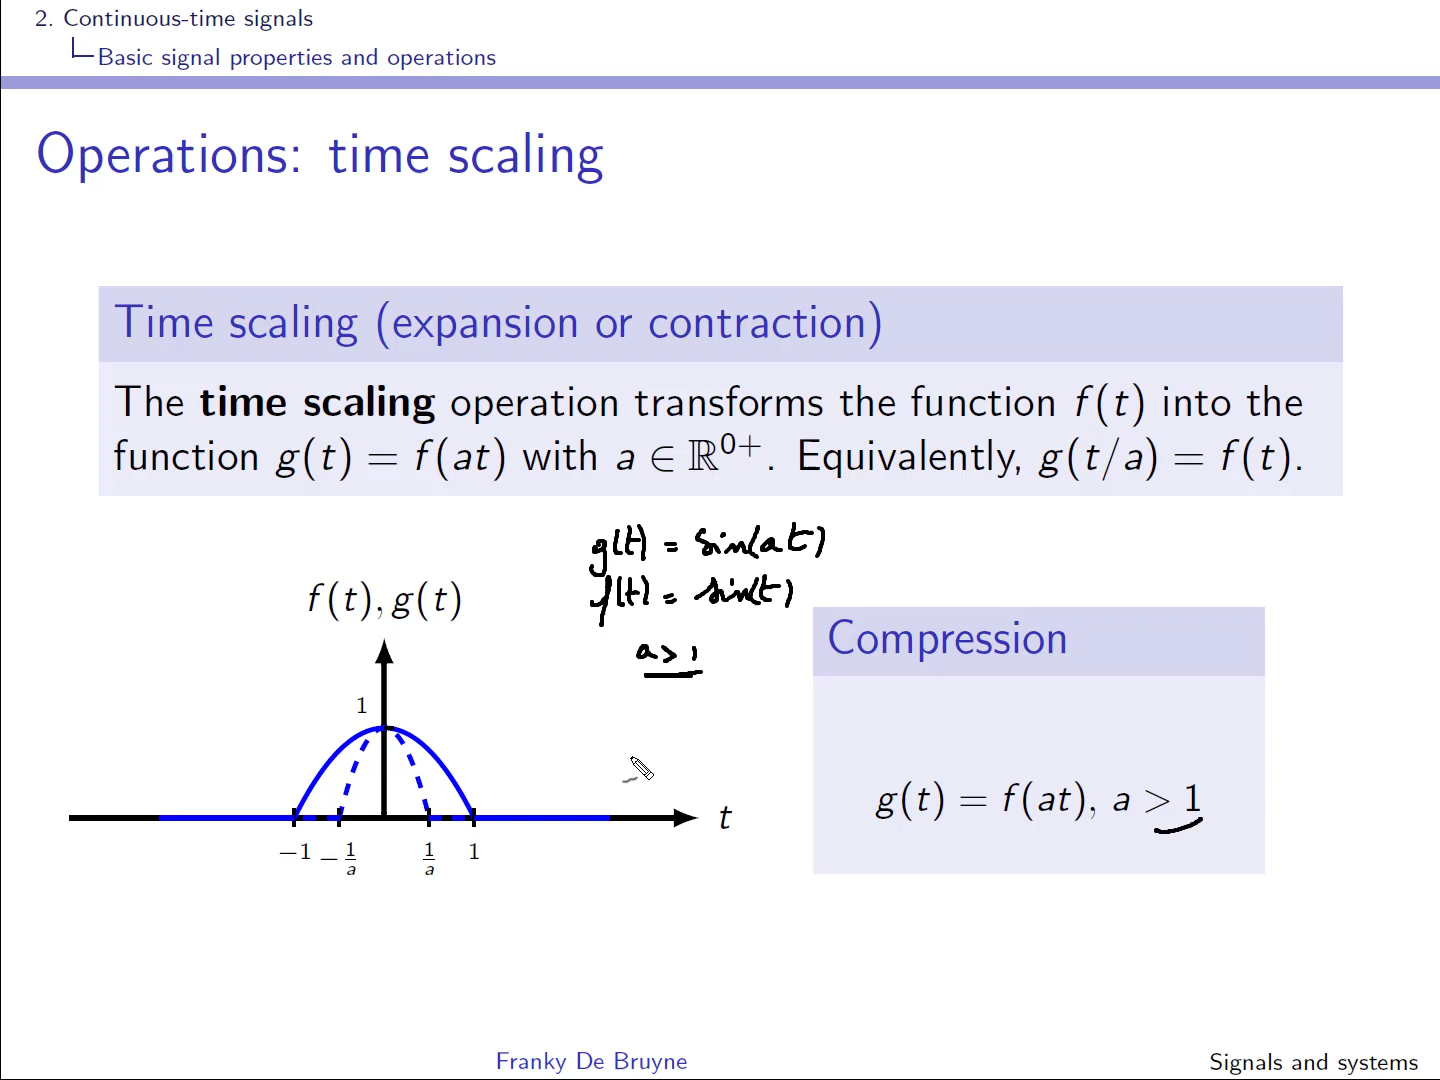 2. Continuous-time signals
Basic signal properties and operations
Operations: time scaling
Time scaling (expansion or contraction)
The time scaling operation transforms the function f(t) into the
function g(t) = f(at) with a ∈ ℝ⁰⁺. Equivalently, g(t/a) = f(t).
g(t) = sin(at)
f(t) = sin(t)
a > 1
f(t), g(t)
1
t
−1 −1/a 1/a 1
Compression
g(t) = f(at), a > 1
Franky De Bruyne
Signals and systems